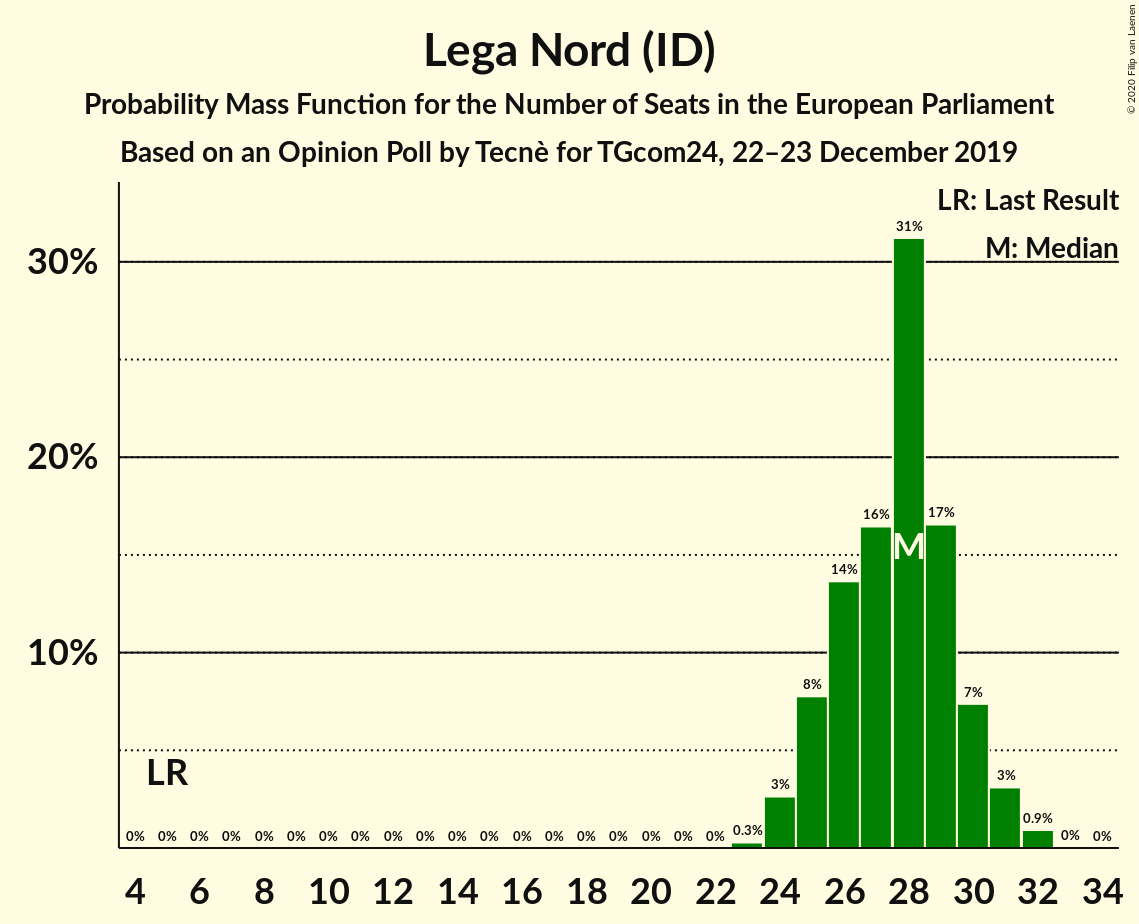 Lega Nord (ID)
Probability Mass Function for the Number of Seats in the European Parliament
Based on an Opinion Poll by Tecnè for TGcom24, 22–23 December 2019
© 2020 Filip van Laenen
LR: Last Result
M: Median
30%
20%
10%
31%
16%
17%
M
14%
8%
7%
LR
3%
3%
0% 0% 0% 0% 0% 0% 0% 0% 0% 0% 0% 0% 0% 0% 0% 0% 0% 0% 0% 0.3% 0.9% 0% 0%
4 6 8 10 12 14 16 18 20 22 24 26 28 30 32 34